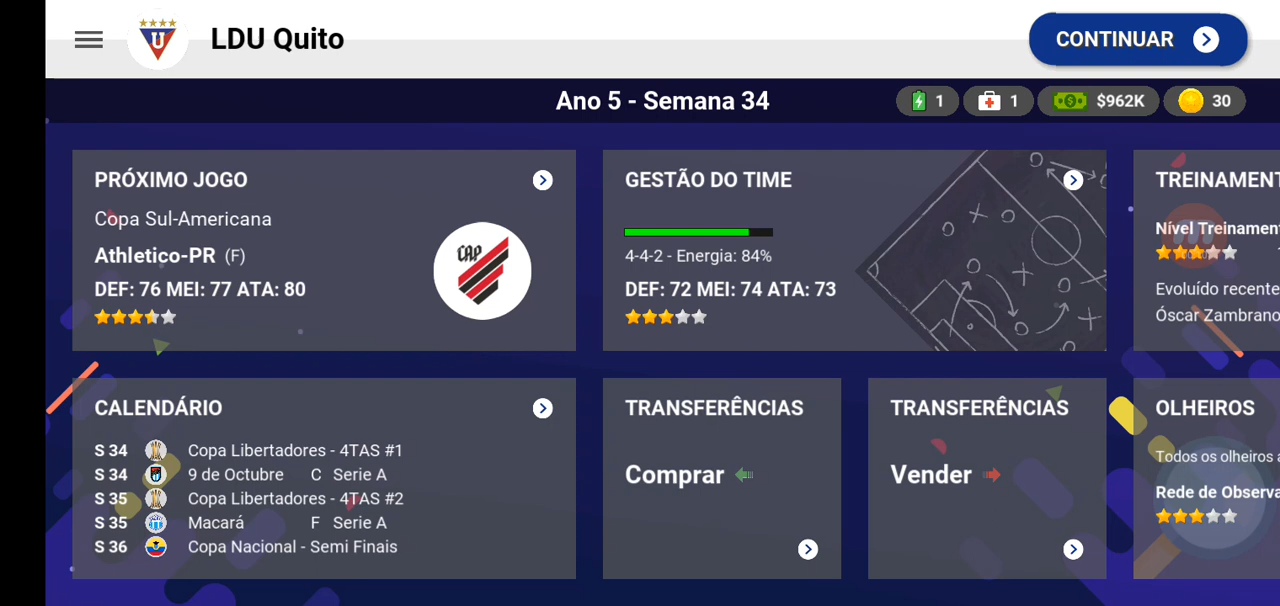 LDU Quito
CONTINUAR
Ano 5 - Semana 34
1
1
$962K
30
PRÓXIMO JOGO
Copa Sul-Americana
Athletico-PR (F)
DEF: 76 MEI: 77 ATA: 80
CAP
GESTÃO DO TIME
4-4-2 - Energia: 84%
DEF: 72 MEI: 74 ATA: 73
TREINAMENT
Nível Treinamen
Evoluído recente
Óscar Zambrano
CALENDÁRIO
S 34 Copa Libertadores - 4TAS #1
S 34 9 de Octubre C Serie A
S 35 Copa Libertadores - 4TAS #2
S 35 Macará F Serie A
S 36 Copa Nacional - Semi Finais
TRANSFERÊNCIAS
Comprar
TRANSFERÊNCIAS
Vender
OLHEIROS
Todos os olheiros a
Rede de Observa